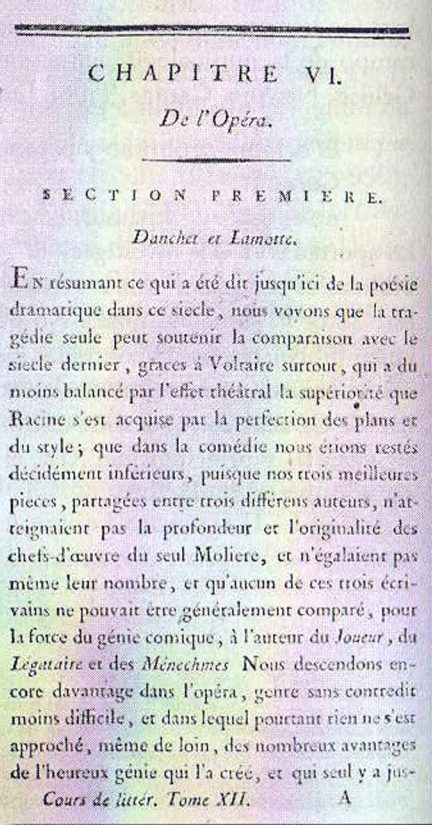 CHAPITRE VI.
De l'Opéra.
SECTION PREMIERE.
Danchet et Lamotte.
EN résumant ce qui a été dit jusqu'ici de la poésie
dramatique dans ce siecle, nous voyons que la tra-
gédie seule peut soutenir la comparaison avec le
siecle dernier, graces à Voltaire surtout, qui a du
moins balancé par l'effet théâtral la supériorité que
Racine s'est acquise par la perfection des plans et
du style; que dans la comédie nous étions restés
décidément inférieurs, puisque nos trois meilleures
pieces, partagées entre trois différens auteurs, n'at-
teignaient pas la profondeur et l'originalité des
chefs-d'œuvre du seul Moliere, et n'égalaient pas
même leur nombre, et qu'aucun de ces trois écri-
vains ne pouvait être généralement comparé, pour
la force du génie comique, à l'auteur du Joueur, du
Légataire et des Ménechmes Nous descendons en-
core davantage dans l'opéra, genre sans contredit
moins difficile, et dans lequel pourtant rien ne s'est
approché, même de loin, des nombreux avantages
de l'heureux génie qui l'a créé, et qui seul y a jus-
Cours de littér. Tome XII. A